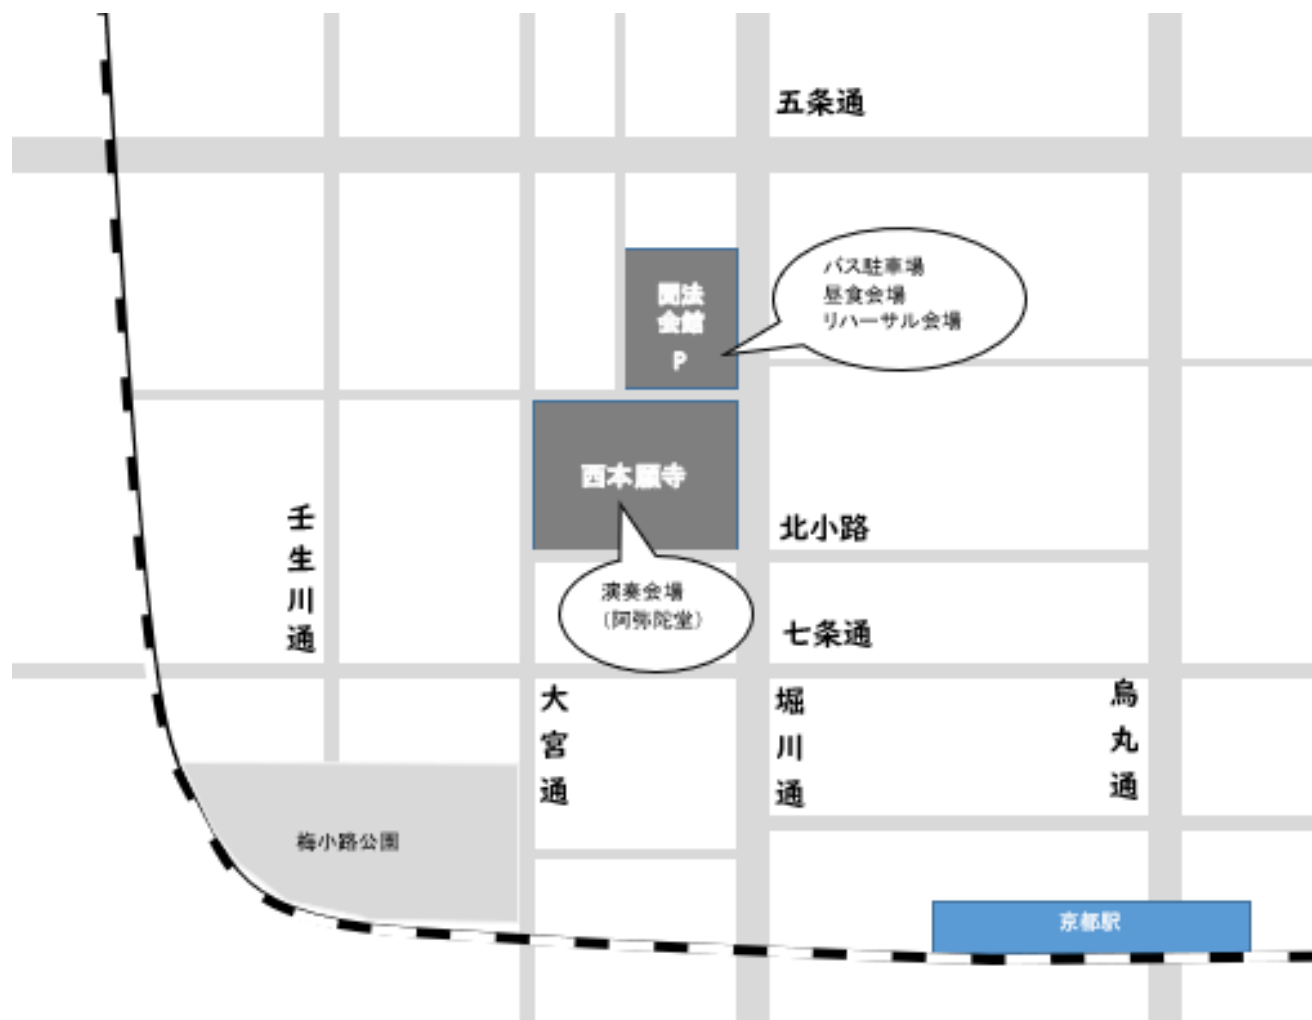 五条通
バス駐車場
昼食会場
リハーサル会場
聞法
会館
P
西本願寺
壬生川通
北小路
演奏会場
（阿弥陀堂）
七条通
大宮通
堀川通
烏丸通
梅小路公園
京都駅